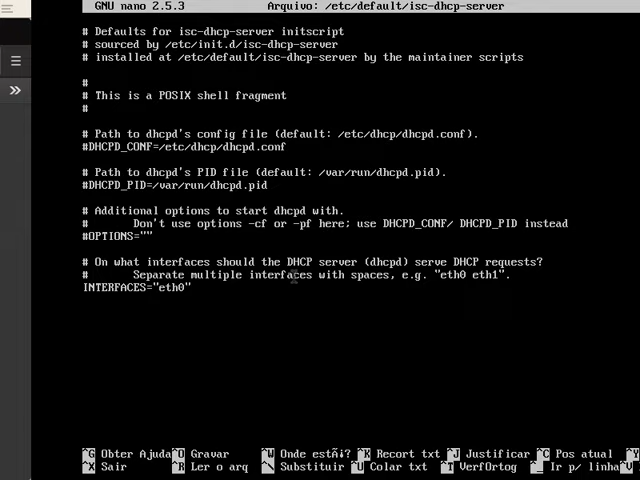 GNU nano 2.5.3 Arquivo: /etc/default/isc-dhcp-server
# Defaults for isc-dhcp-server initscript
# sourced by /etc/init.d/isc-dhcp-server
# installed at /etc/default/isc-dhcp-server by the maintainer scripts
#
# This is a POSIX shell fragment
#
# Path to dhcpd's config file (default: /etc/dhcp/dhcpd.conf).
#DHCPD_CONF=/etc/dhcp/dhcpd.conf
# Path to dhcpd's PID file (default: /var/run/dhcpd.pid).
#DHCPD_PID=/var/run/dhcpd.pid
# Additional options to start dhcpd with.
# Don't use options -cf or -pf here; use DHCPD_CONF/ DHCPD_PID instead
#OPTIONS=""
# On what interfaces should the DHCP server (dhcpd) serve DHCP requests?
# Separate multiple interfaces with spaces, e.g. "eth0 eth1".
INTERFACES="eth0"
^G Obter Ajuda ^O Gravar ^W Onde está? ^K Recort txt ^J Justificar ^C Pos atual ^Y
^X Sair ^R Ler o arq ^\ Substituir ^U Colar txt ^T VerfOrtog ^_ Ir p/ linha ^V